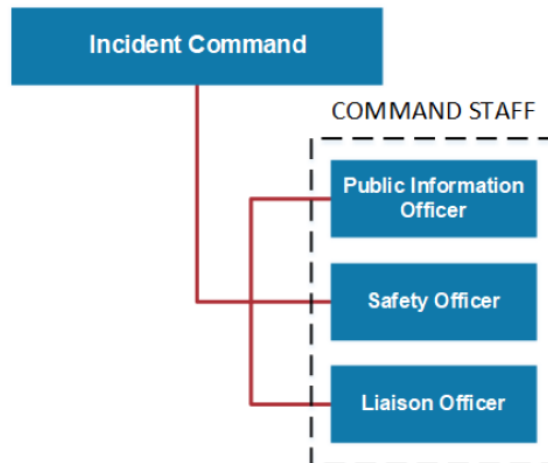 Incident Command
COMMAND STAFF
Public Information
Officer
Safety Officer
Liaison Officer